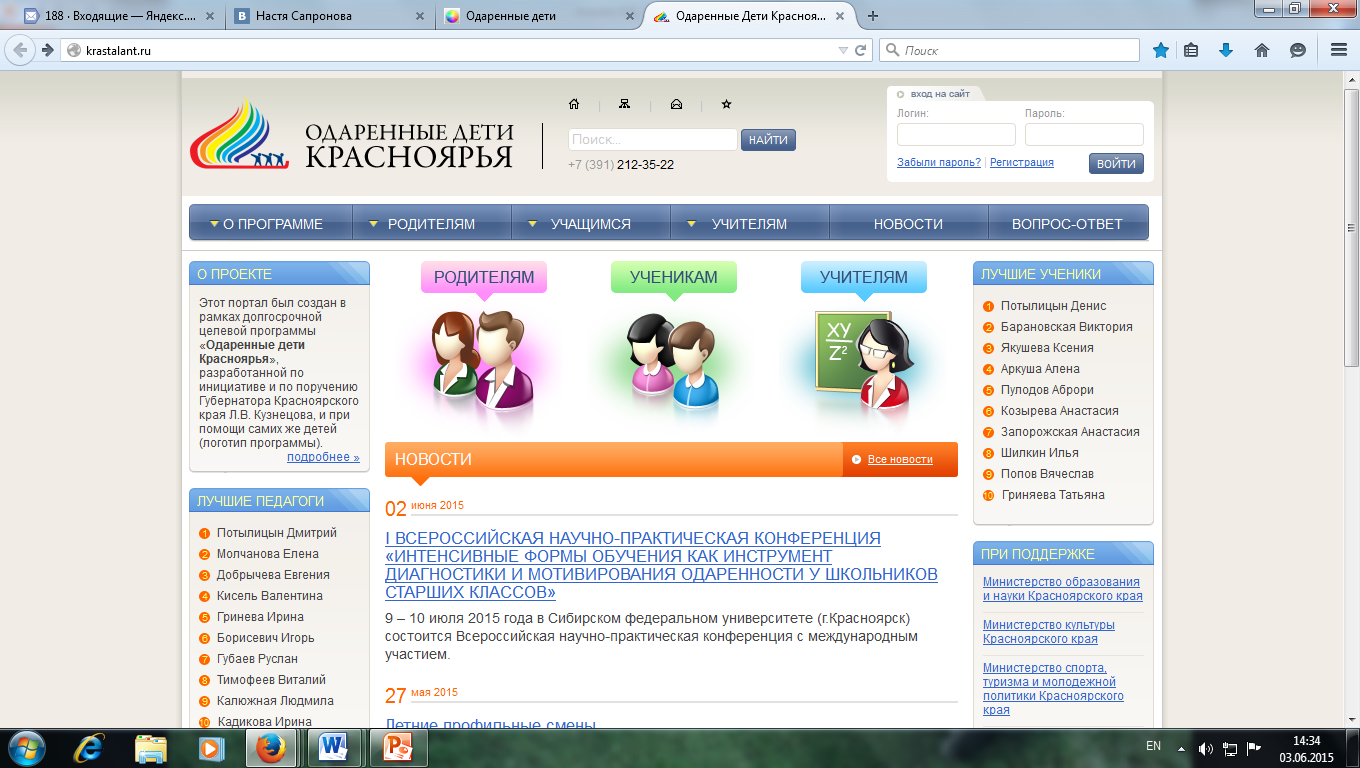 188 · Входящие — Яндекс....
Настя Сапронова
Одаренные дети
Одаренные Дети Красноя...
krastalant.ru
Поиск
ОДАРЕННЫЕ ДЕТИ
КРАСНОЯРЬЯ
Поиск...
НАЙТИ
+7 (391) 212-35-22
вход на сайт
Логин:
Пароль:
Забыли пароль? | Регистрация
ВОЙТИ
О ПРОГРАММЕ
РОДИТЕЛЯМ
УЧАЩИМСЯ
УЧИТЕЛЯМ
НОВОСТИ
ВОПРОС-ОТВЕТ
О ПРОЕКТЕ
Этот портал был создан в
рамках долгосрочной
целевой программы
«Одаренные дети
Красноярья»,
разработанной по
инициативе и по поручению
Губернатора Красноярского
края Л.В. Кузнецова, и при
помощи самих же детей
(логотип программы).
подробнее »
ЛУЧШИЕ ПЕДАГОГИ
1 Потылицын Дмитрий
2 Молчанова Елена
3 Добрычева Евгения
4 Кисель Валентина
5 Гринева Ирина
6 Борисевич Игорь
7 Губаев Руслан
8 Тимофеев Виталий
9 Калюжная Людмила
10 Кадикова Ирина
РОДИТЕЛЯМ
УЧЕНИКАМ
УЧИТЕЛЯМ
XY
Z²
НОВОСТИ
Все новости
02 июня 2015
I ВСЕРОССИЙСКАЯ НАУЧНО-ПРАКТИЧЕСКАЯ КОНФЕРЕНЦИЯ
«ИНТЕНСИВНЫЕ ФОРМЫ ОБУЧЕНИЯ КАК ИНСТРУМЕНТ
ДИАГНОСТИКИ И МОТИВИРОВАНИЯ ОДАРЕННОСТИ У ШКОЛЬНИКОВ
СТАРШИХ КЛАССОВ»
9 – 10 июля 2015 года в Сибирском федеральном университете (г.Красноярск)
состоится Всероссийская научно-практическая конференция с международным
участием.
27 мая 2015
Летние профильные смены
ЛУЧШИЕ УЧЕНИКИ
1 Потылицын Денис
2 Барановская Виктория
3 Якушева Ксения
4 Аркуша Алена
5 Пулодов Аброри
6 Козырева Анастасия
7 Запорожская Анастасия
8 Шилкин Илья
9 Попов Вячеслав
10 Гриняева Татьяна
ПРИ ПОДДЕРЖКЕ
Министерство образования
и науки Красноярского края
Министерство культуры
Красноярского края
Министерство спорта,
туризма и молодежной
политики Красноярского
края
EN
14:34
03.06.2015